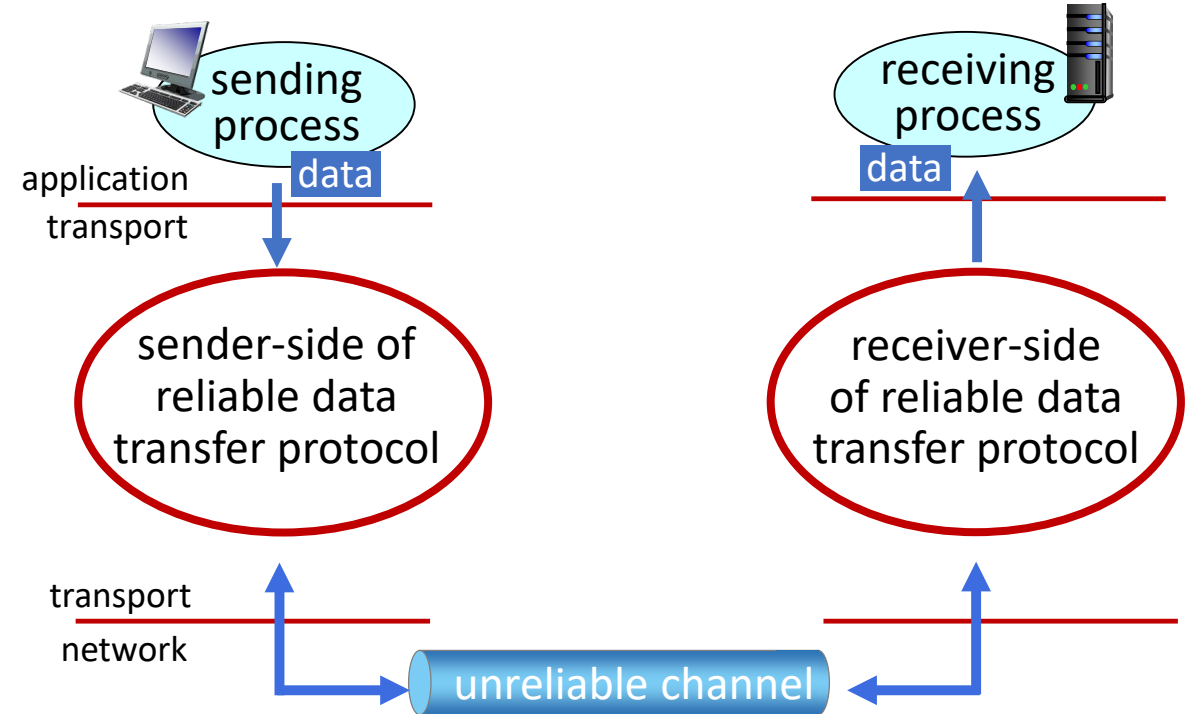 sending
process
data
application
transport
receiving
process
data
sender-side of
reliable data
transfer protocol
receiver-side
of reliable data
transfer protocol
transport
network
unreliable channel